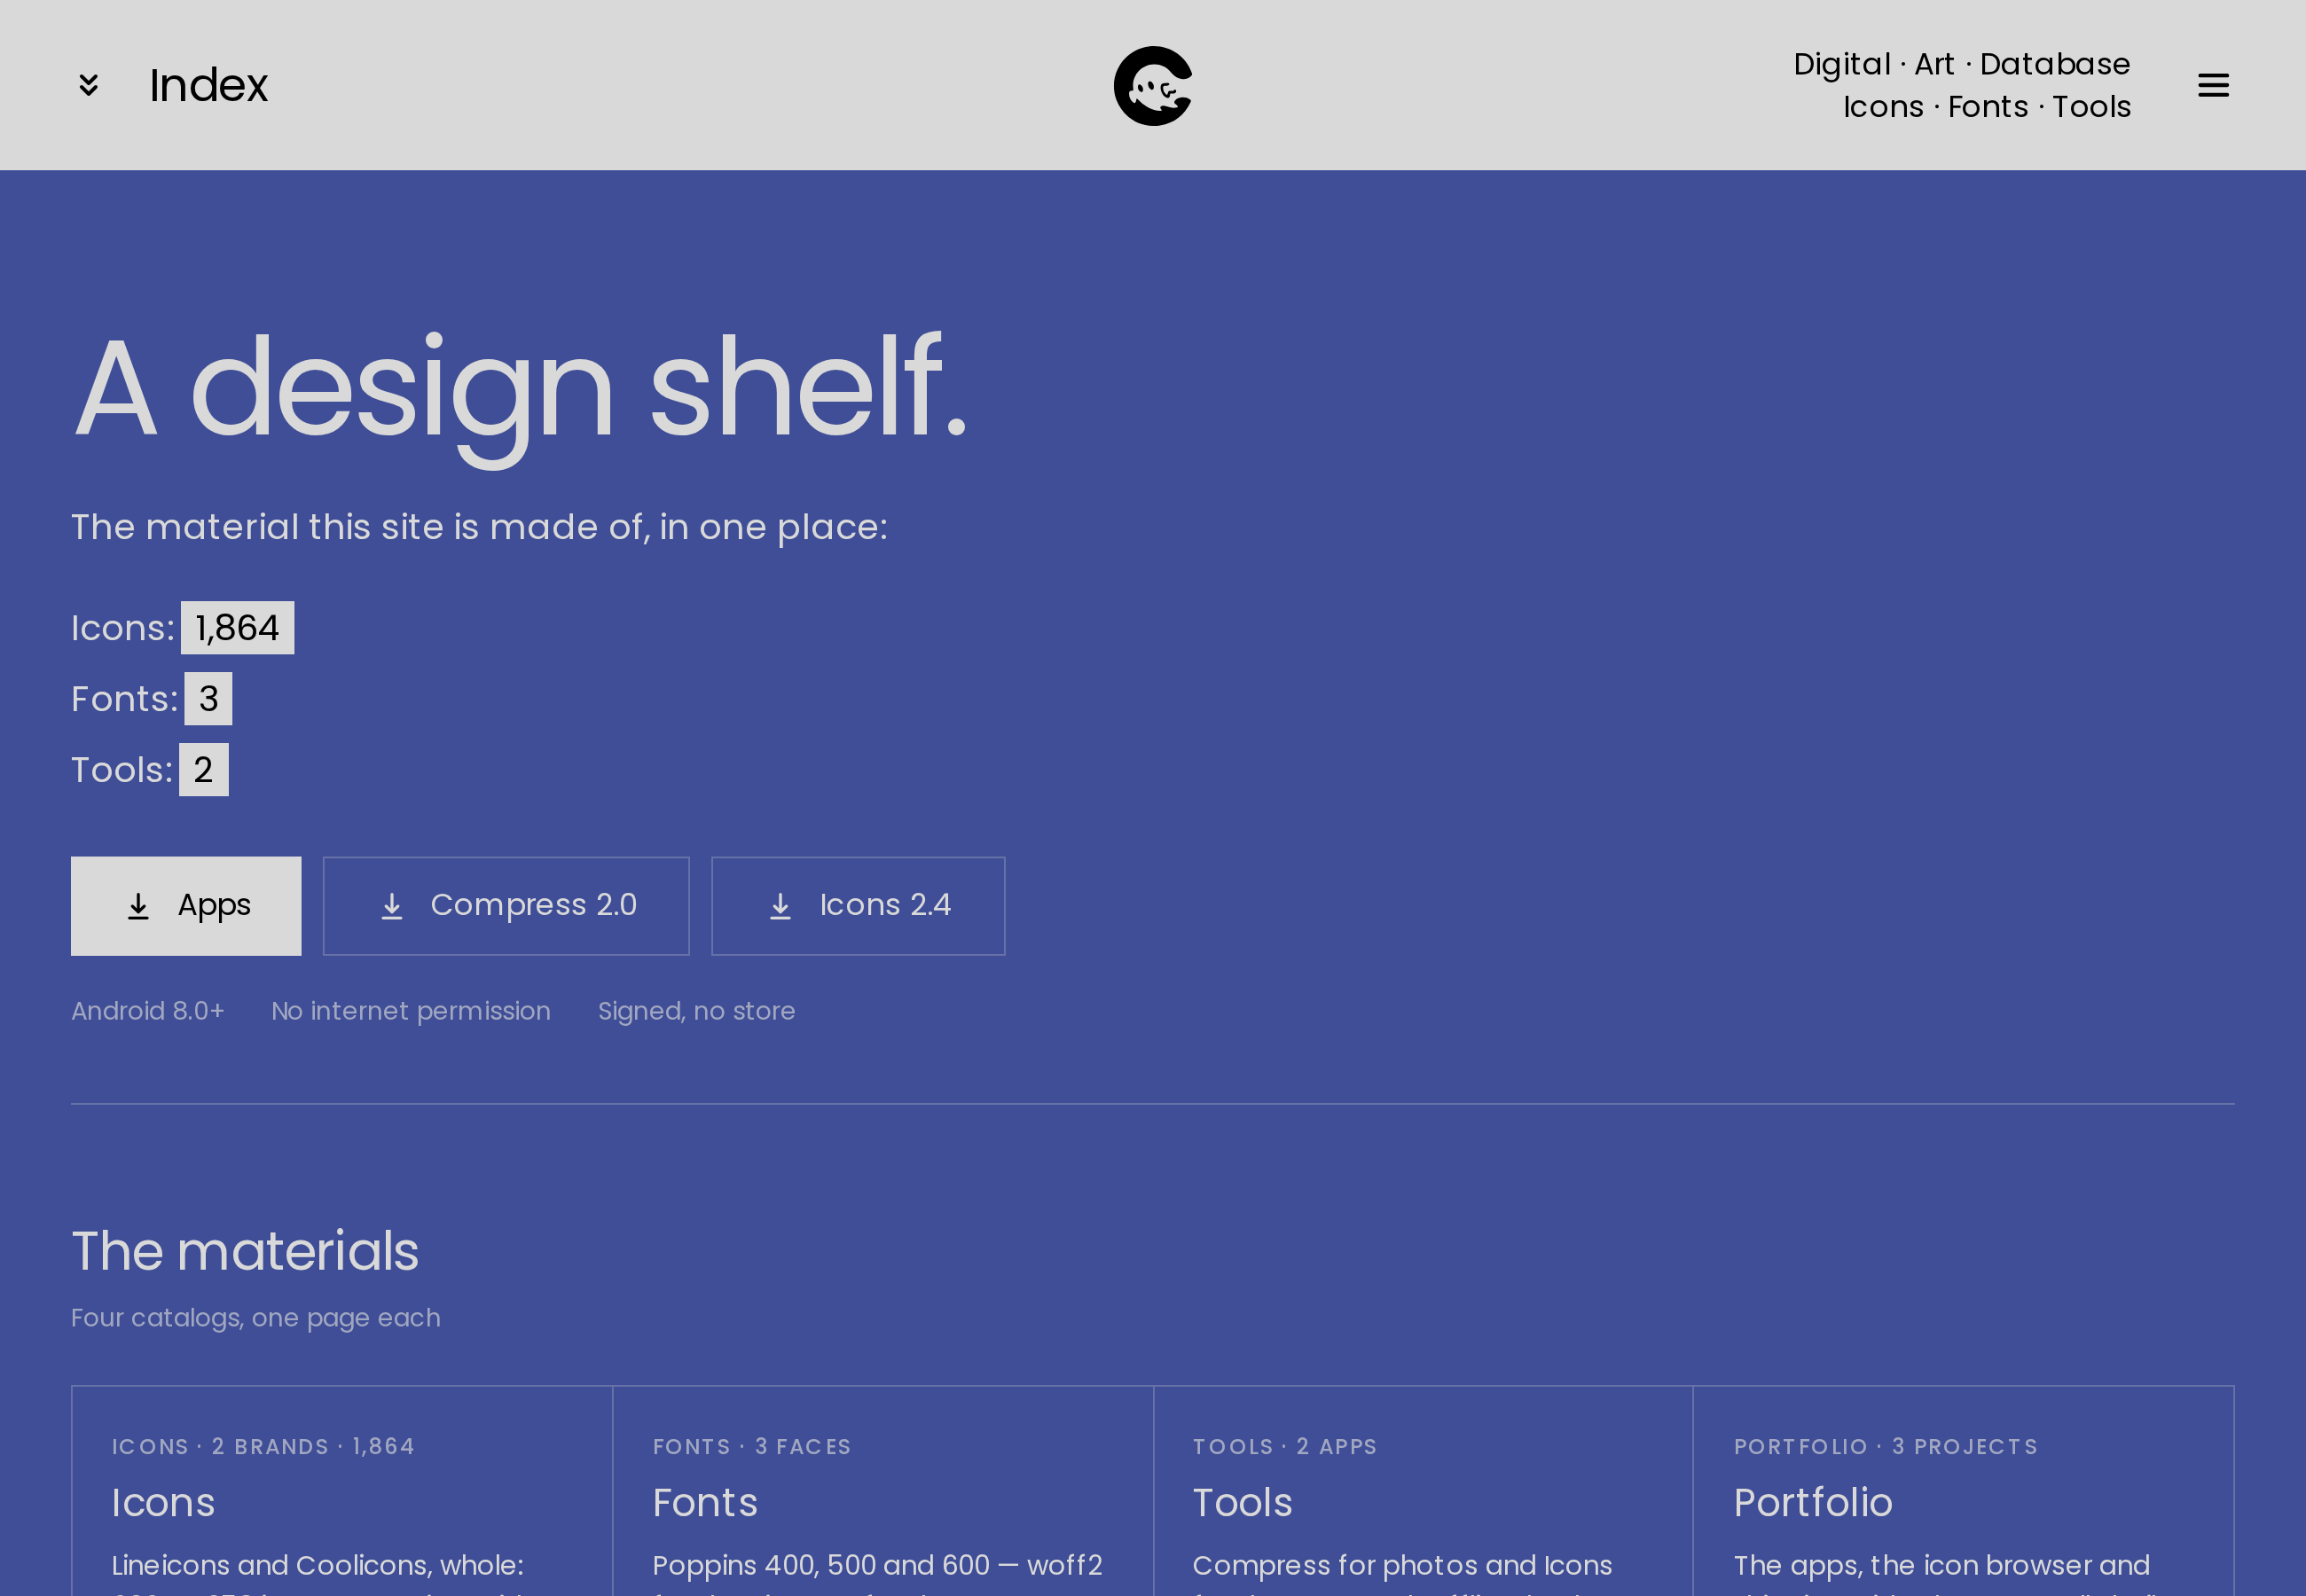 Index
Digital · Art · Database
Icons · Fonts · Tools
A design shelf.
The material this site is made of, in one place:
Icons: 1,864
Fonts: 3
Tools: 2
Apps
Compress 2.0
Icons 2.4
Android 8.0+
No internet permission
Signed, no store
The materials
Four catalogs, one page each
ICONS · 2 BRANDS · 1,864
Icons
Lineicons and Coolicons, whole:
FONTS · 3 FACES
Fonts
Poppins 400, 500 and 600 — woff2
TOOLS · 2 APPS
Tools
Compress for photos and Icons
PORTFOLIO · 3 PROJECTS
Portfolio
The apps, the icon browser and